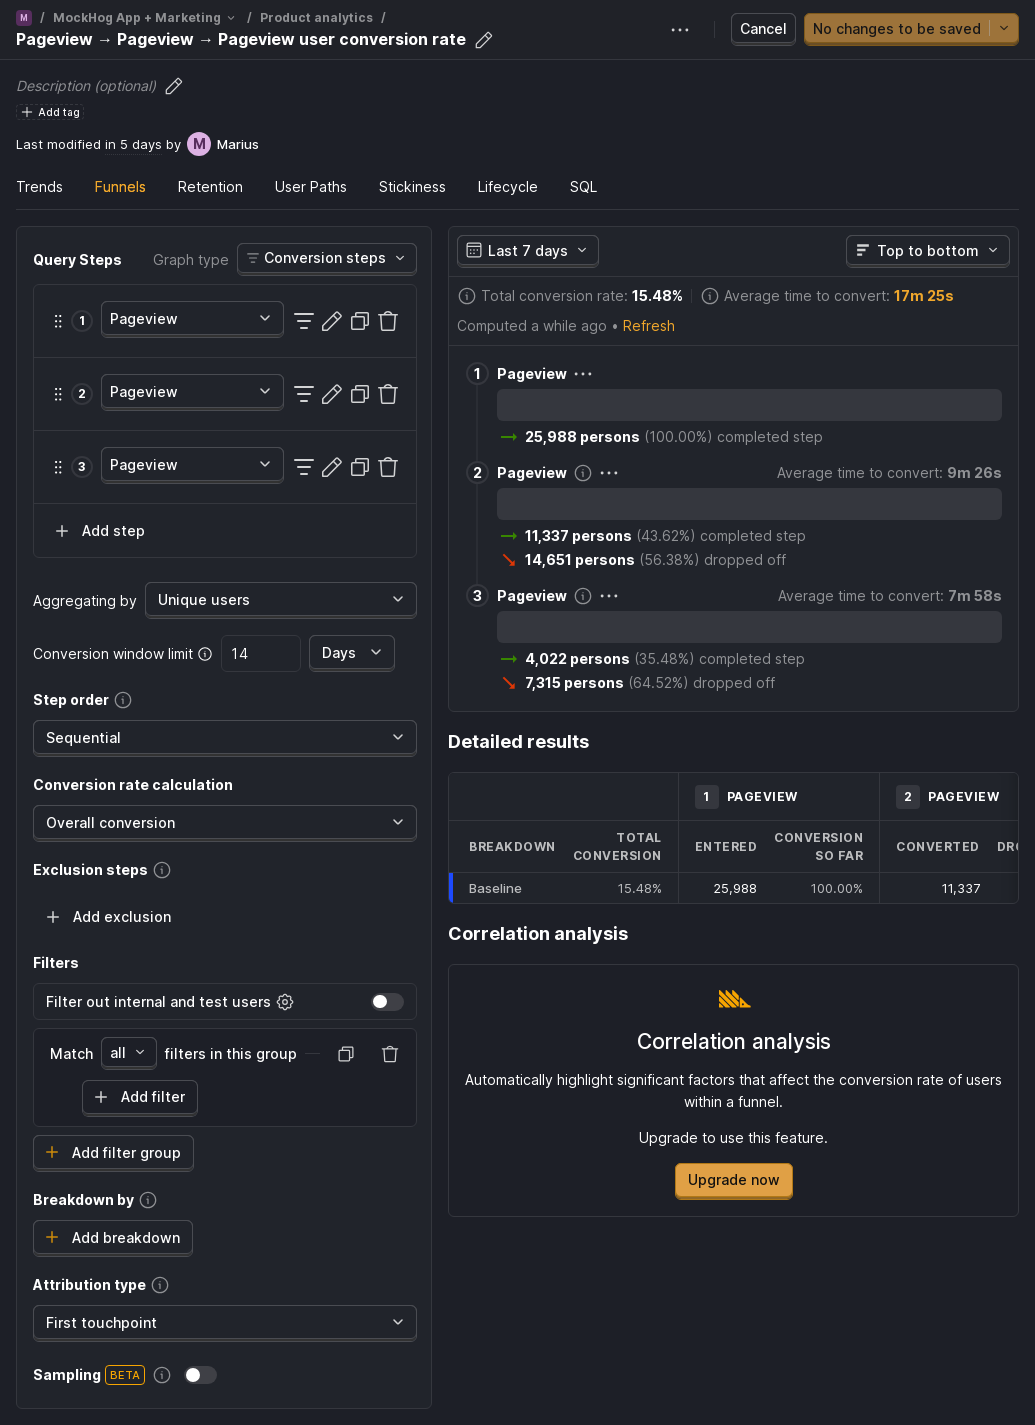 M / MockHog App + Marketing / Product analytics /
Pageview → Pageview → Pageview user conversion rate
Cancel
No changes to be saved
Description (optional)
Add tag
Last modified in 5 days by M Marius
Trends Funnels Retention User Paths Stickiness Lifecycle SQL
Query Steps Graph type Conversion steps
1 Pageview
2 Pageview
3 Pageview
Add step
Aggregating by Unique users
Conversion window limit 14 Days
Step order
Sequential
Conversion rate calculation
Overall conversion
Exclusion steps
Add exclusion
Filters
Filter out internal and test users
Match all filters in this group
Add filter
Add filter group
Breakdown by
Add breakdown
Attribution type
First touchpoint
Sampling BETA
Last 7 days Top to bottom
Total conversion rate: 15.48% Average time to convert: 17m 25s
Computed a while ago • Refresh
1 Pageview
25,988 persons (100.00%) completed step
2 Pageview Average time to convert: 9m 26s
11,337 persons (43.62%) completed step
14,651 persons (56.38%) dropped off
3 Pageview Average time to convert: 7m 58s
4,022 persons (35.48%) completed step
7,315 persons (64.52%) dropped off
Detailed results
1 PAGEVIEW 2 PAGEVIEW
BREAKDOWN TOTAL CONVERSION ENTERED CONVERSION SO FAR CONVERTED
Baseline 15.48% 25,988 100.00% 11,337
Correlation analysis
Correlation analysis
Automatically highlight significant factors that affect the conversion rate of users
within a funnel.
Upgrade to use this feature.
Upgrade now